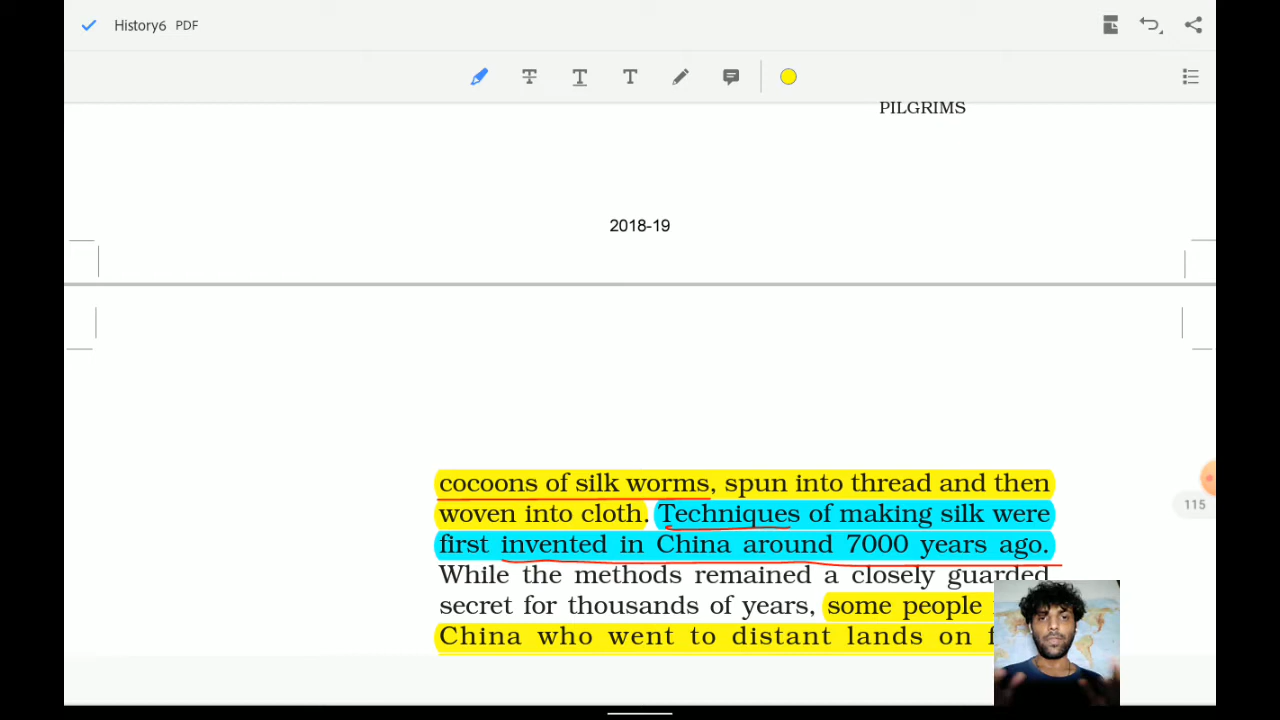 History6 PDF
PILGRIMS
2018-19
cocoons of silk worms, spun into thread and then
woven into cloth. Techniques of making silk were
first invented in China around 7000 years ago.
While the methods remained a closely guarded
secret for thousands of years, some people
China who went to distant lands on
115